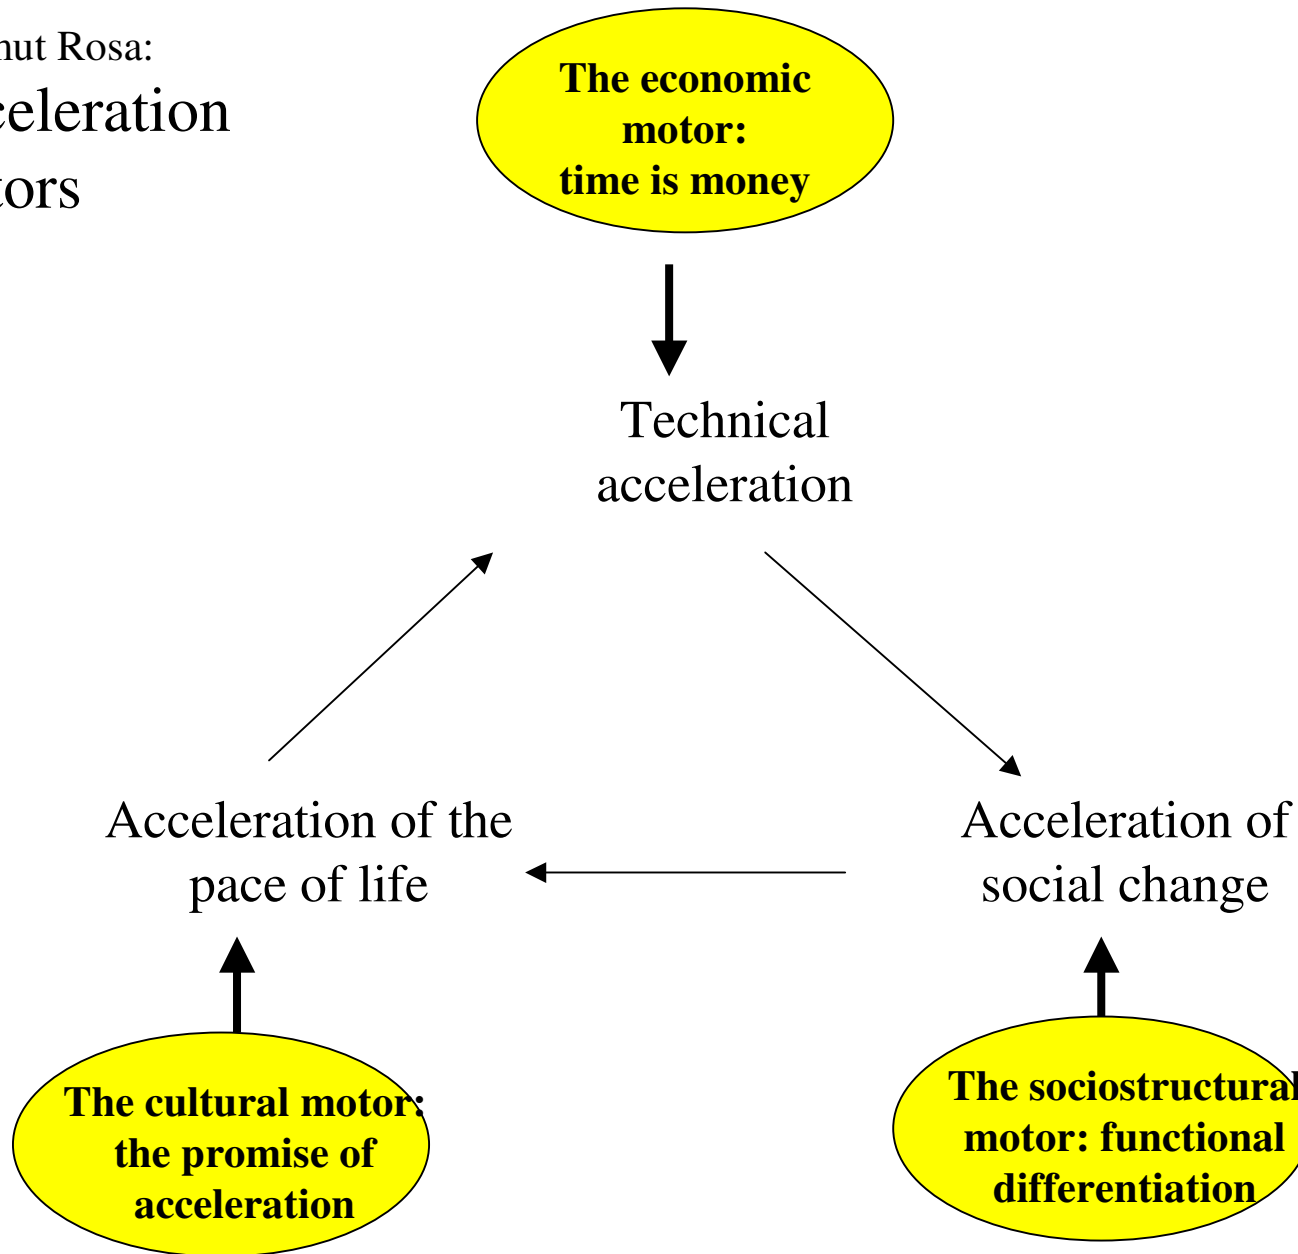 nut Rosa:
celeration
tors
The economic
motor:
time is money
Technical
acceleration
Acceleration of the
pace of life
Acceleration of
social change
The cultural motor:
the promise of
acceleration
The sociostructural
motor: functional
differentiation